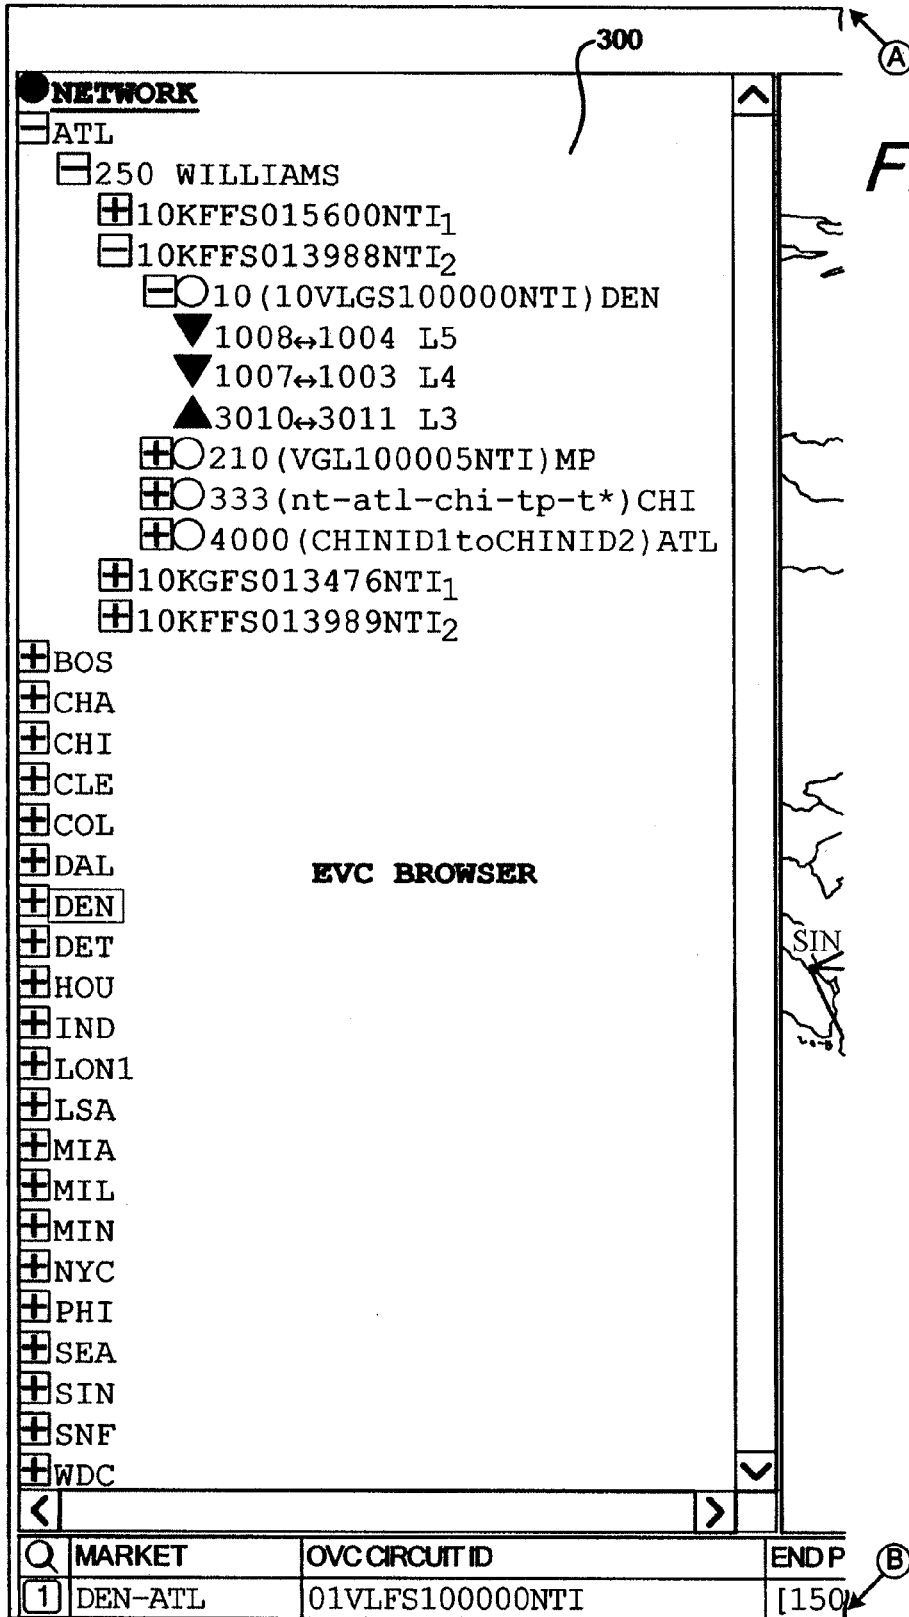 300
A
NETWORK
ATL
250 WILLIAMS
10KFFS015600NTI1
10KFFS013988NTI2
10(10VLGS100000NTI)DEN
1008↔1004 L5
1007↔1003 L4
3010↔3011 L3
210(VGL100005NTI)MP
333(nt-atl-chi-tp-t*)CHI
4000(CHINID1toCHINID2)ATL
10KGFS013476NTI1
10KFFS013989NTI2
BOS
CHA
CHI
CLE
COL
DAL
EVC BROWSER
DEN
DET
SIN
HOU
IND
LON1
LSA
MIA
MIL
MIN
NYC
PHI
SEA
SIN
SNF
WDC
MARKET OVC CIRCUIT ID END P
B
1 DEN-ATL 01VLFS100000NTI [150